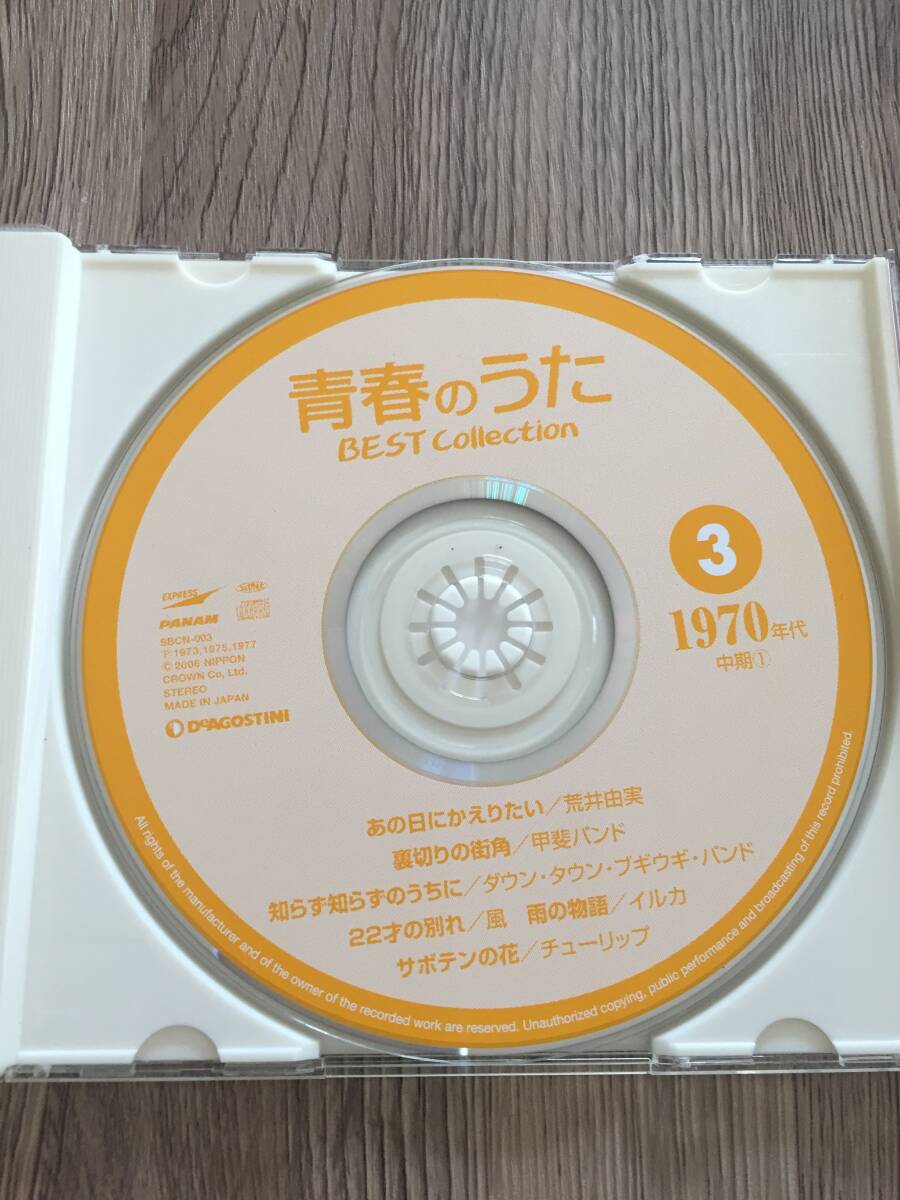 青春のうた
BEST Collection
3
1970年代
中期①
EXPRESS
PANAM
SBCN-003
℗1973,1975,1977
© 2006 NIPPON
CROWN Co, Ltd.
STEREO
MADE IN JAPAN
DeAGOSTINI
あの日にかえりたい/荒井由実
裏切りの街角/甲斐バンド
知らず知らずのうちに/ダウン・タウン・ブギウギ・バンド
22才の別れ/風 雨の物語/イルカ
サボテンの花/チューリップ
All rights of the manufacturer and of the owner of the recorded work are reserved. Unauthorized copying, public performance and broadcasting of this record prohibited.